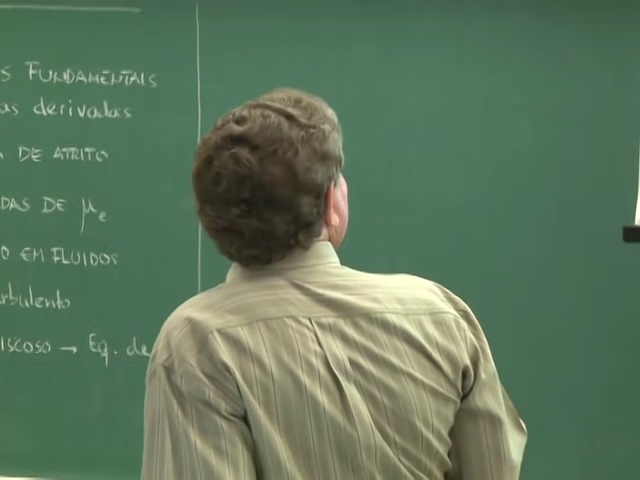 S FUNDAMENTAIS
as derivadas
DE ATRITO
DAS DE μe
O EM FLUIDOS
rbulento
ISCOSO → Eq. de